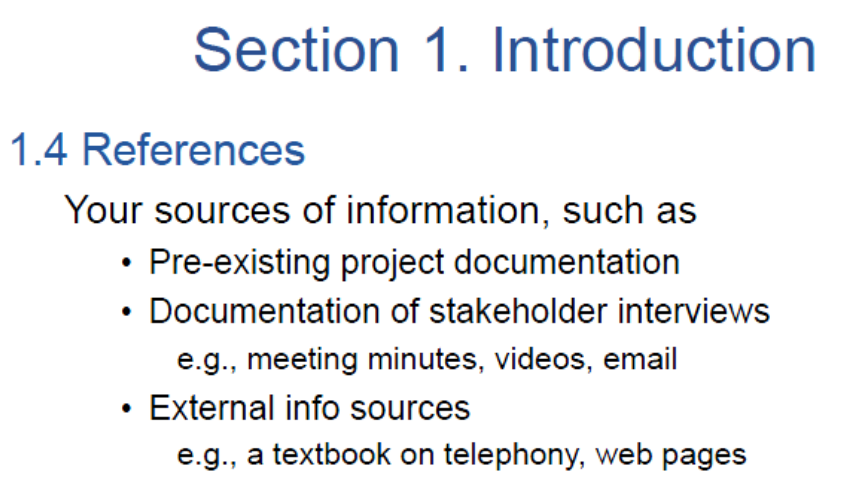 Section 1. Introduction
1.4 References
Your sources of information, such as
• Pre-existing project documentation
• Documentation of stakeholder interviews
e.g., meeting minutes, videos, email
• External info sources
e.g., a textbook on telephony, web pages